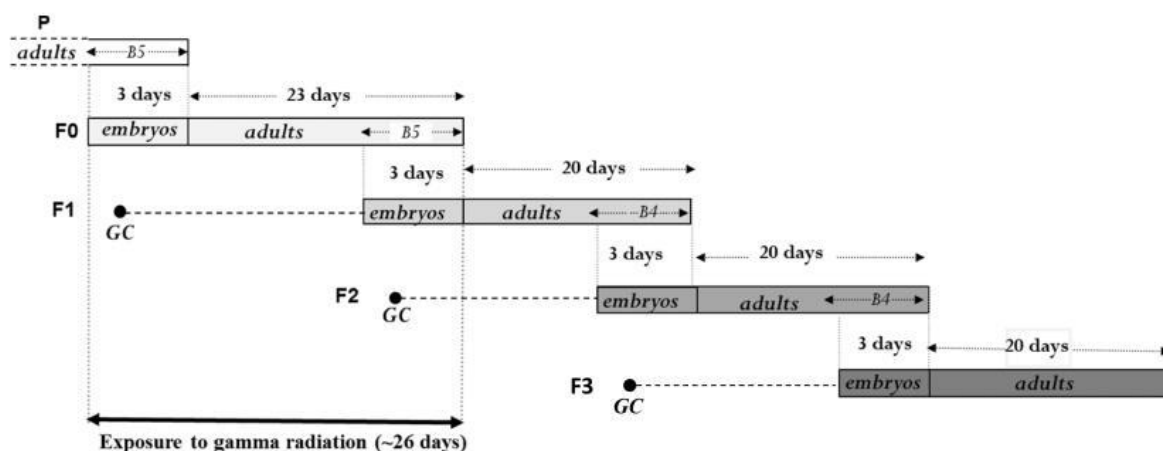 P
adults B5
3 days 23 days
F0 embryos adults B5
3 days 20 days
F1 GC embryos adults B4
3 days 20 days
F2 GC embryos adults B4
3 days 20 days
F3 GC embryos adults
Exposure to gamma radiation (~26 days)